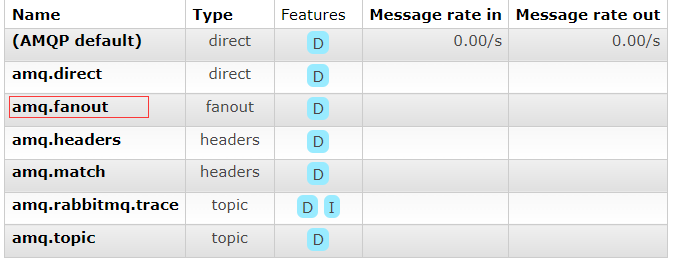 Name Type Features Message rate in Message rate out
(AMQP default) direct D 0.00/s 0.00/s
amq.direct direct D
amq.fanout fanout D
amq.headers headers D
amq.match headers D
amq.rabbitmq.trace topic D I
amq.topic topic D